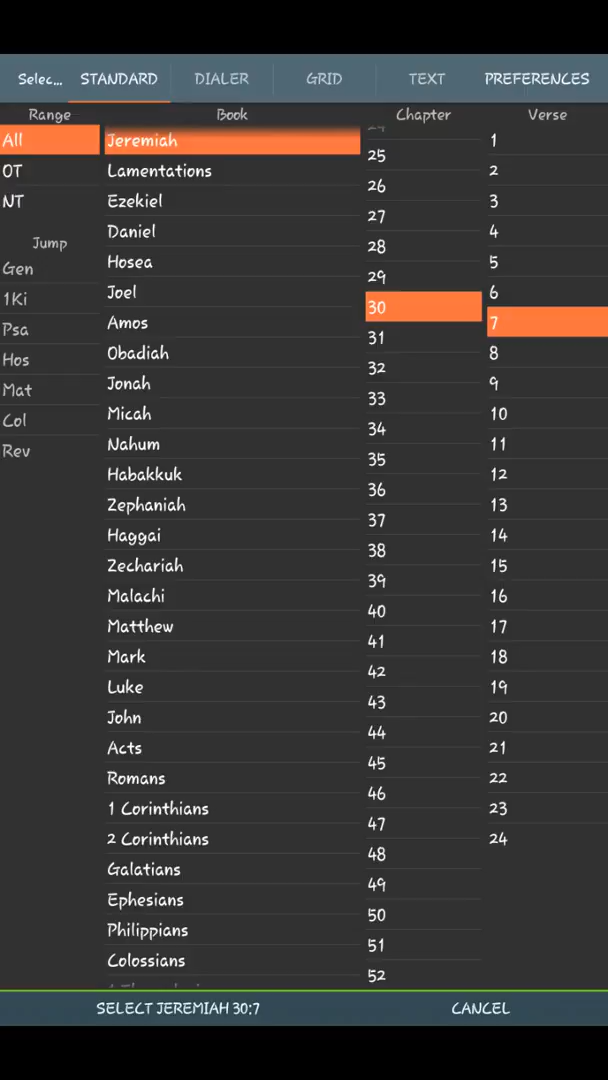 Selec... STANDARD DIALER GRID TEXT PREFERENCES
Range Book Chapter Verse
All
OT
NT
Jump
Gen
1Ki
Psa
Hos
Mat
Col
Rev
Jeremiah
Lamentations
Ezekiel
Daniel
Hosea
Joel
Amos
Obadiah
Jonah
Micah
Nahum
Habakkuk
Zephaniah
Haggai
Zechariah
Malachi
Matthew
Mark
Luke
John
Acts
Romans
1 Corinthians
2 Corinthians
Galatians
Ephesians
Philippians
Colossians
25
26
27
28
29
30
31
32
33
34
35
36
37
38
39
40
41
42
43
44
45
46
47
48
49
50
51
52
1
2
3
4
5
6
7
8
9
10
11
12
13
14
15
16
17
18
19
20
21
22
23
24
SELECT JEREMIAH 30:7 CANCEL